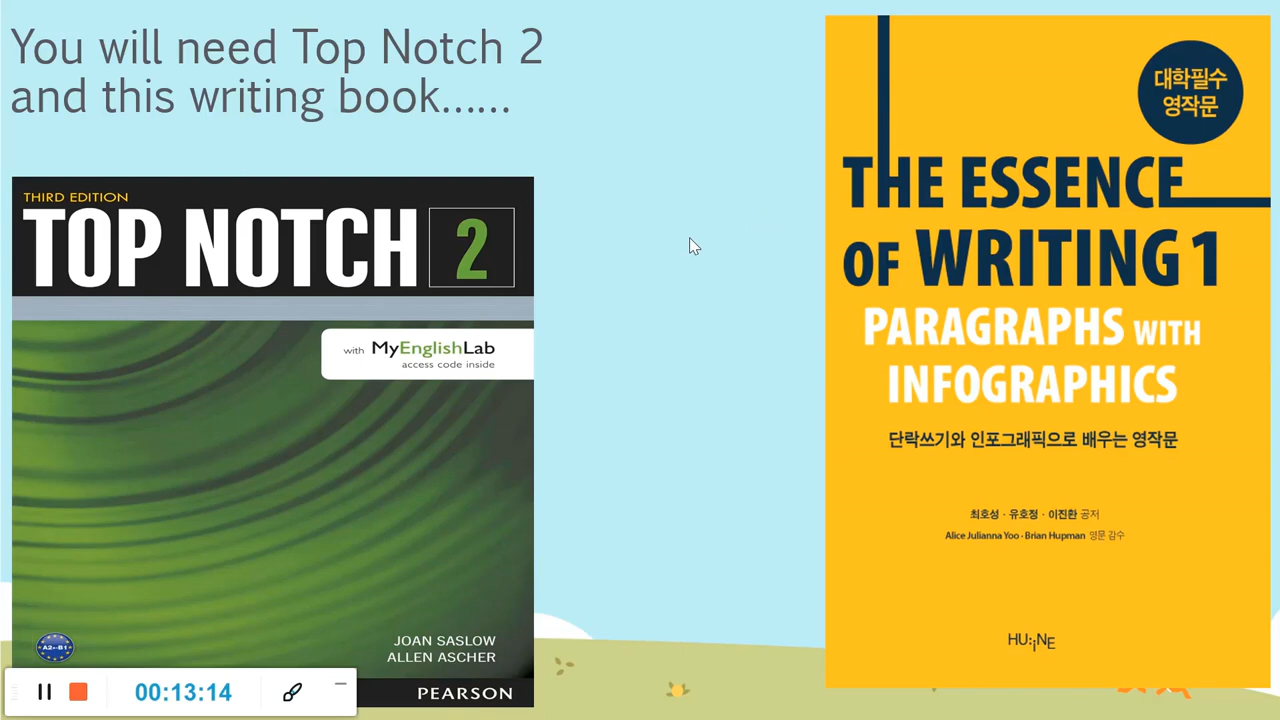 You will need Top Notch 2
and this writing book......
THIRD EDITION
TOP NOTCH 2
with MyEnglishLab
access code inside
A2–B1
JOAN SASLOW
ALLEN ASCHER
PEARSON
00:13:14
대학필수
영작문
THE ESSENCE
OF WRITING 1
PARAGRAPHS WITH
INFOGRAPHICS
단락쓰기와 인포그래픽으로 배우는 영작문
최호성 · 유호정 · 이진환 공저
Alice Julianna Yoo · Brian Hupman 영문 감수
HU:iNE